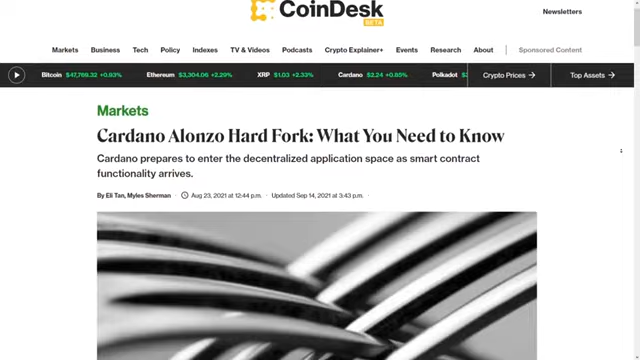 CoinDesk
BETA
Newsletters
Markets Business Tech Policy Indexes TV & Videos Podcasts Crypto Explainer+ Events Research About Sponsored Content
Bitcoin $47,769.32 +0.93% Ethereum $3,304.06 +2.29% XRP $1.03 +2.33% Cardano $2.24 +0.85% Polkadot Crypto Prices → Top Assets →
Markets
Cardano Alonzo Hard Fork: What You Need to Know
Cardano prepares to enter the decentralized application space as smart contract
functionality arrives.
By Eli Tan, Myles Sherman · Aug 23, 2021 at 12:44 p.m. · Updated Sep 14, 2021 at 3:43 p.m. ·